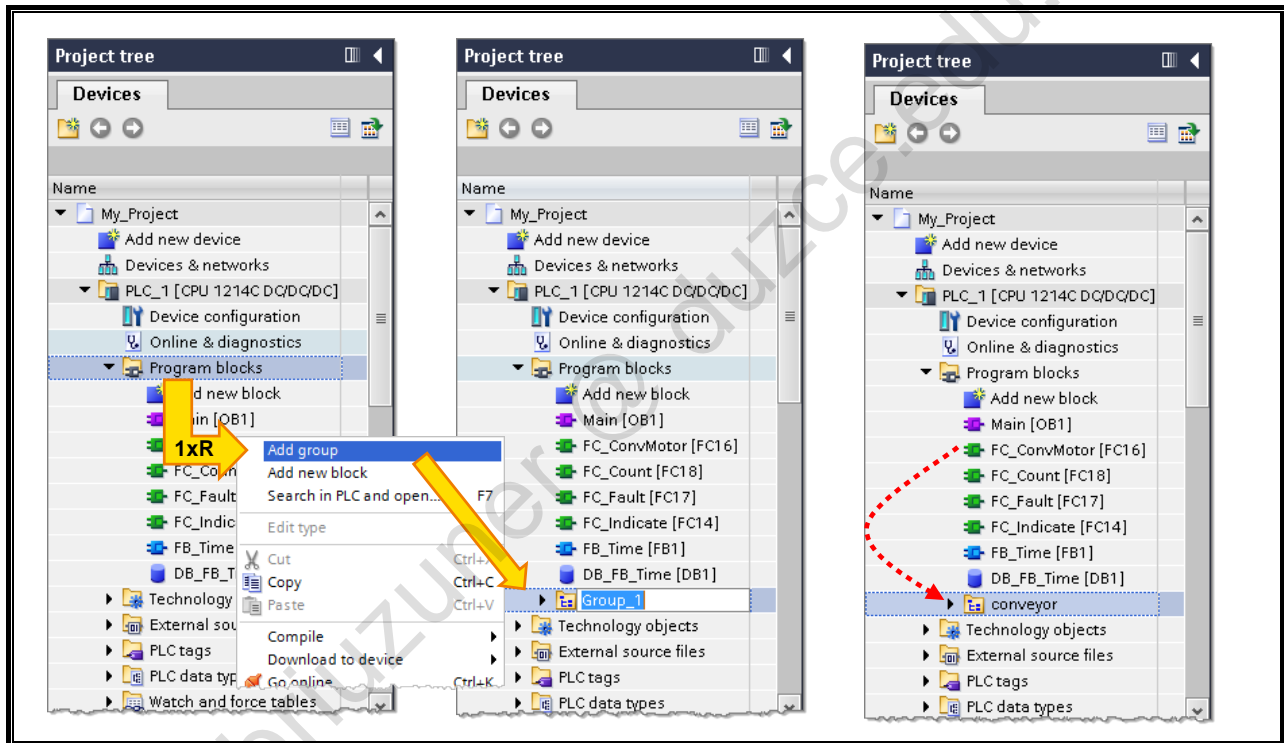 Project tree
Devices
Name
My_Project
Add new device
Devices & networks
PLC_1 [CPU 1214C DC/DC/DC]
Device configuration
Online & diagnostics
Program blocks
d new block
in [OB1]
1xR
FC_Coun
FC_Fault
FC_Indic
FB_Time
DB_FB_T
Technology
External sou
PLC tags
PLC data typ
Watch and force tables
Add group
Add new block
Search in PLC and open... F7
Edit type
Cut Ctrl+X
Copy Ctrl+C
Paste Ctrl+V
Compile
Download to device
Go online Ctrl+K
Project tree
Devices
Name
My_Project
Add new device
Devices & networks
PLC_1 [CPU 1214C DC/DC/DC]
Device configuration
Online & diagnostics
Program blocks
Add new block
Main [OB1]
FC_ConvMotor [FC16]
FC_Count [FC18]
FC_Fault [FC17]
FC_Indicate [FC14]
FB_Time [FB1]
DB_FB_Time [DB1]
Group_1
Technology objects
External source files
PLC tags
PLC data types
Project tree
Devices
Name
My_Project
Add new device
Devices & networks
PLC_1 [CPU 1214C DC/DC/DC]
Device configuration
Online & diagnostics
Program blocks
Add new block
Main [OB1]
FC_ConvMotor [FC16]
FC_Count [FC18]
FC_Fault [FC17]
FC_Indicate [FC14]
FB_Time [FB1]
DB_FB_Time [DB1]
conveyor
Technology objects
External source files
PLC tags
PLC data types
briuzuner @ duzce.edu.